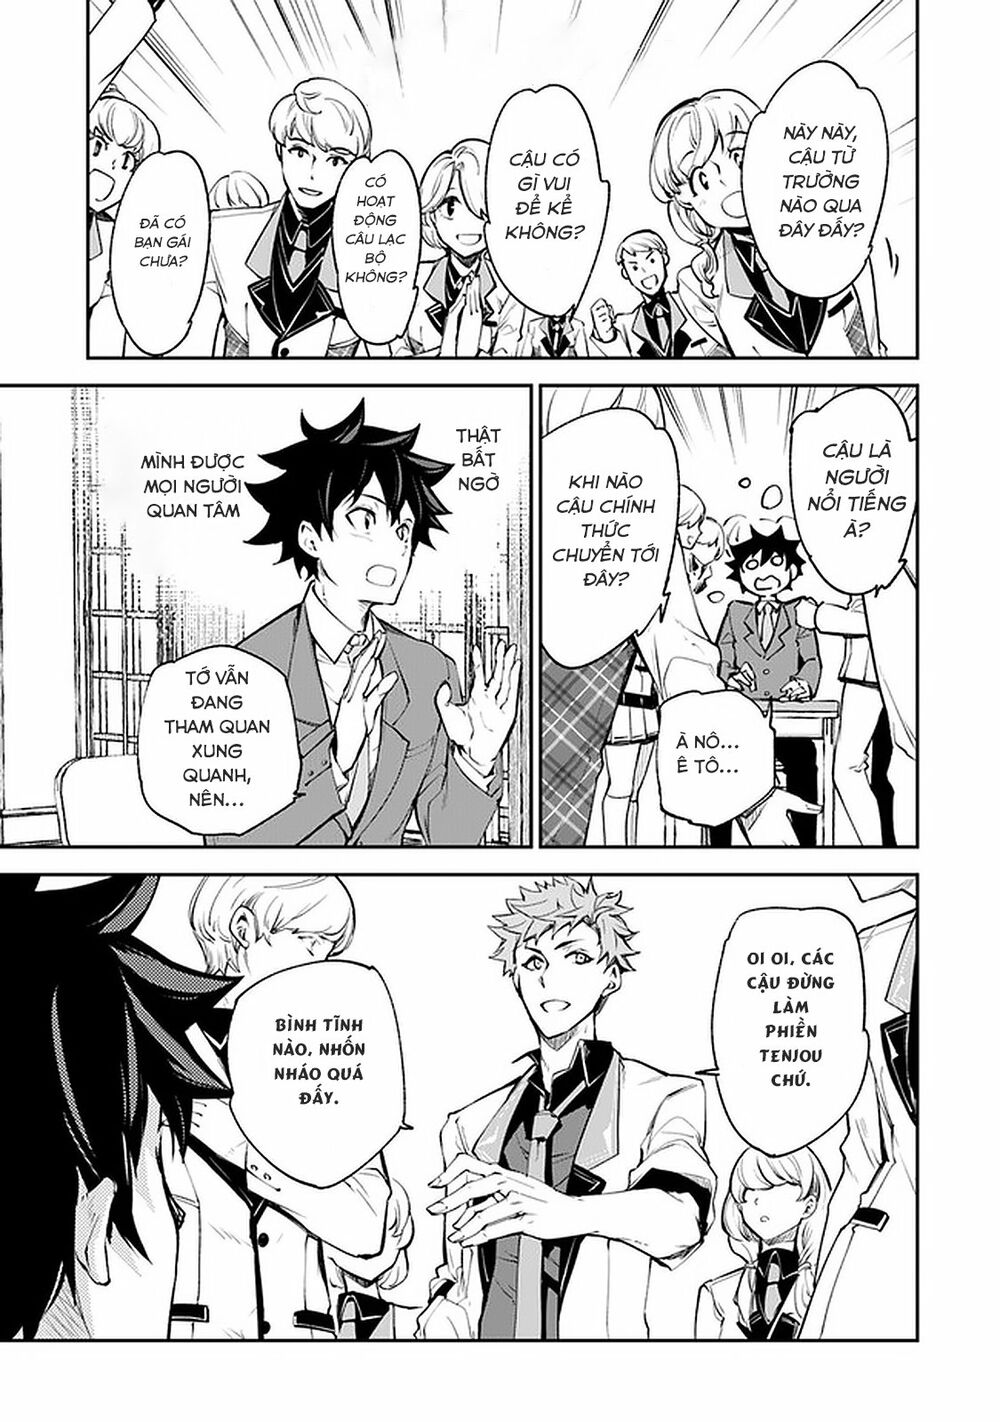 NÀY NÀY,
CẬU TỪ
TRƯỜNG
NÀO QUA
ĐÂY ĐẤY?
CẬU CÓ
GÌ VUI
ĐỂ KỂ
KHÔNG?
CÓ
HOẠT
ĐỘNG
CÂU LẠC
BỘ
KHÔNG?
ĐÃ CÓ
BẠN GÁI
CHƯA?
CẬU LÀ
NGƯỜI
NỔI TIẾNG
À?
KHI NÀO
CẬU CHÍNH
THỨC
CHUYỂN TỚI
ĐÂY?
À NÔ...
Ê TÔ...
THẬT
BẤT
NGỜ
MÌNH ĐƯỢC
MỌI NGƯỜI
QUAN TÂM
TỚ VẪN
ĐANG
THAM QUAN
XUNG
QUANH,
NÊN...
OI OI, CÁC
CẬU ĐỪNG
LÀM
PHIỀN
TENJOU
CHỨ.
BÌNH TĨNH
NÀO, NHỐN
NHÁO QUÁ
ĐẤY.